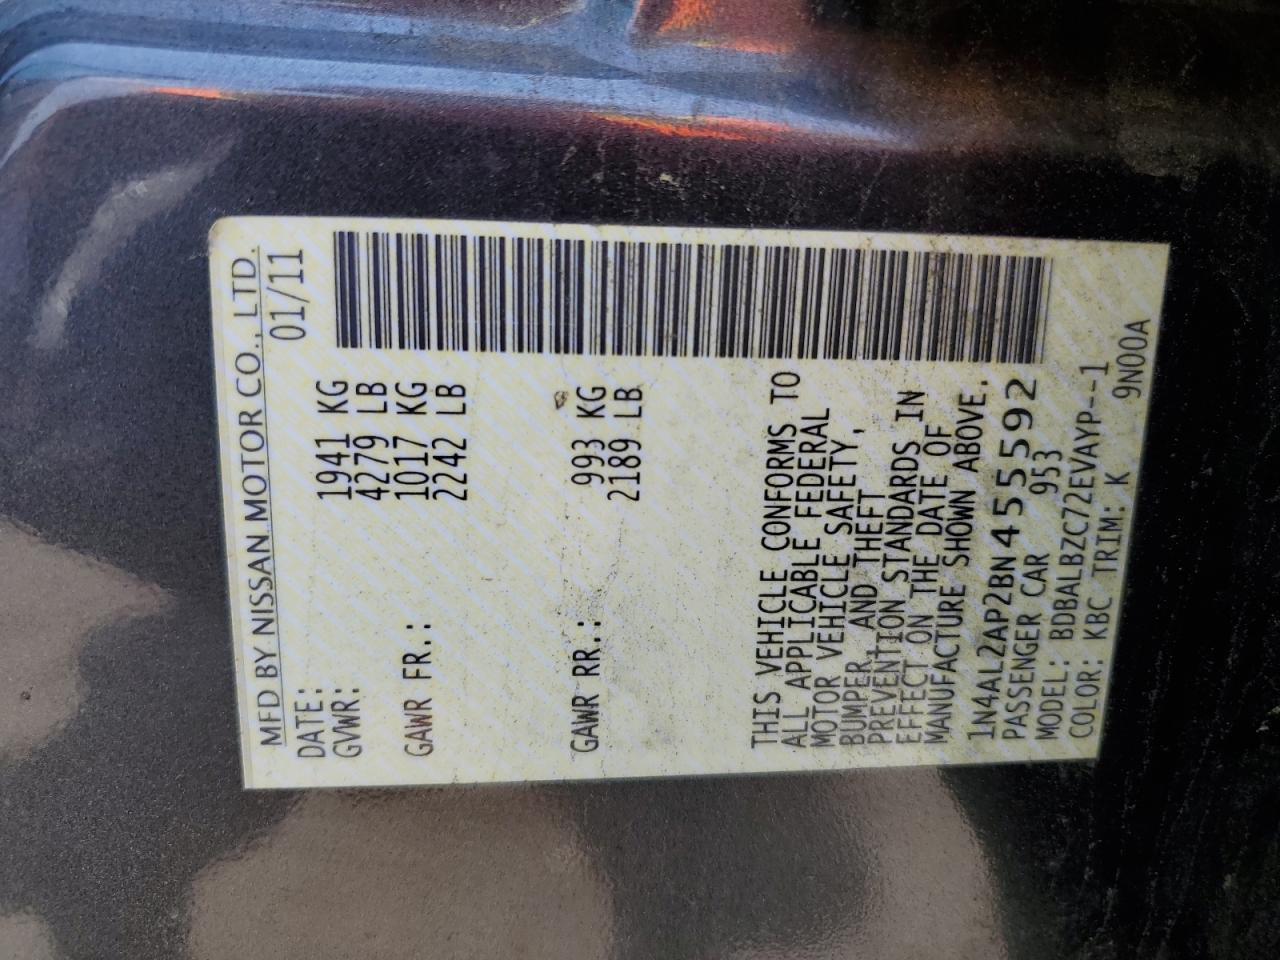 MFD BY NISSAN MOTOR CO., LTD.
DATE: 01/11
GVWR: 1941 KG
4279 LB
GAWR FR.: 1017 KG
2242 LB
GAWR RR.: 993 KG
2189 LB
THIS VEHICLE CONFORMS TO
ALL APPLICABLE FEDERAL
MOTOR VEHICLE SAFETY,
BUMPER, AND THEFT
PREVENTION STANDARDS IN
EFFECT ON THE DATE OF
MANUFACTURE SHOWN ABOVE.
1N4AL2AP2BN455592
PASSENGER CAR 953
MODEL: BDBALBZC72EVAYP--1
COLOR: KBC TRIM: K 9N00A